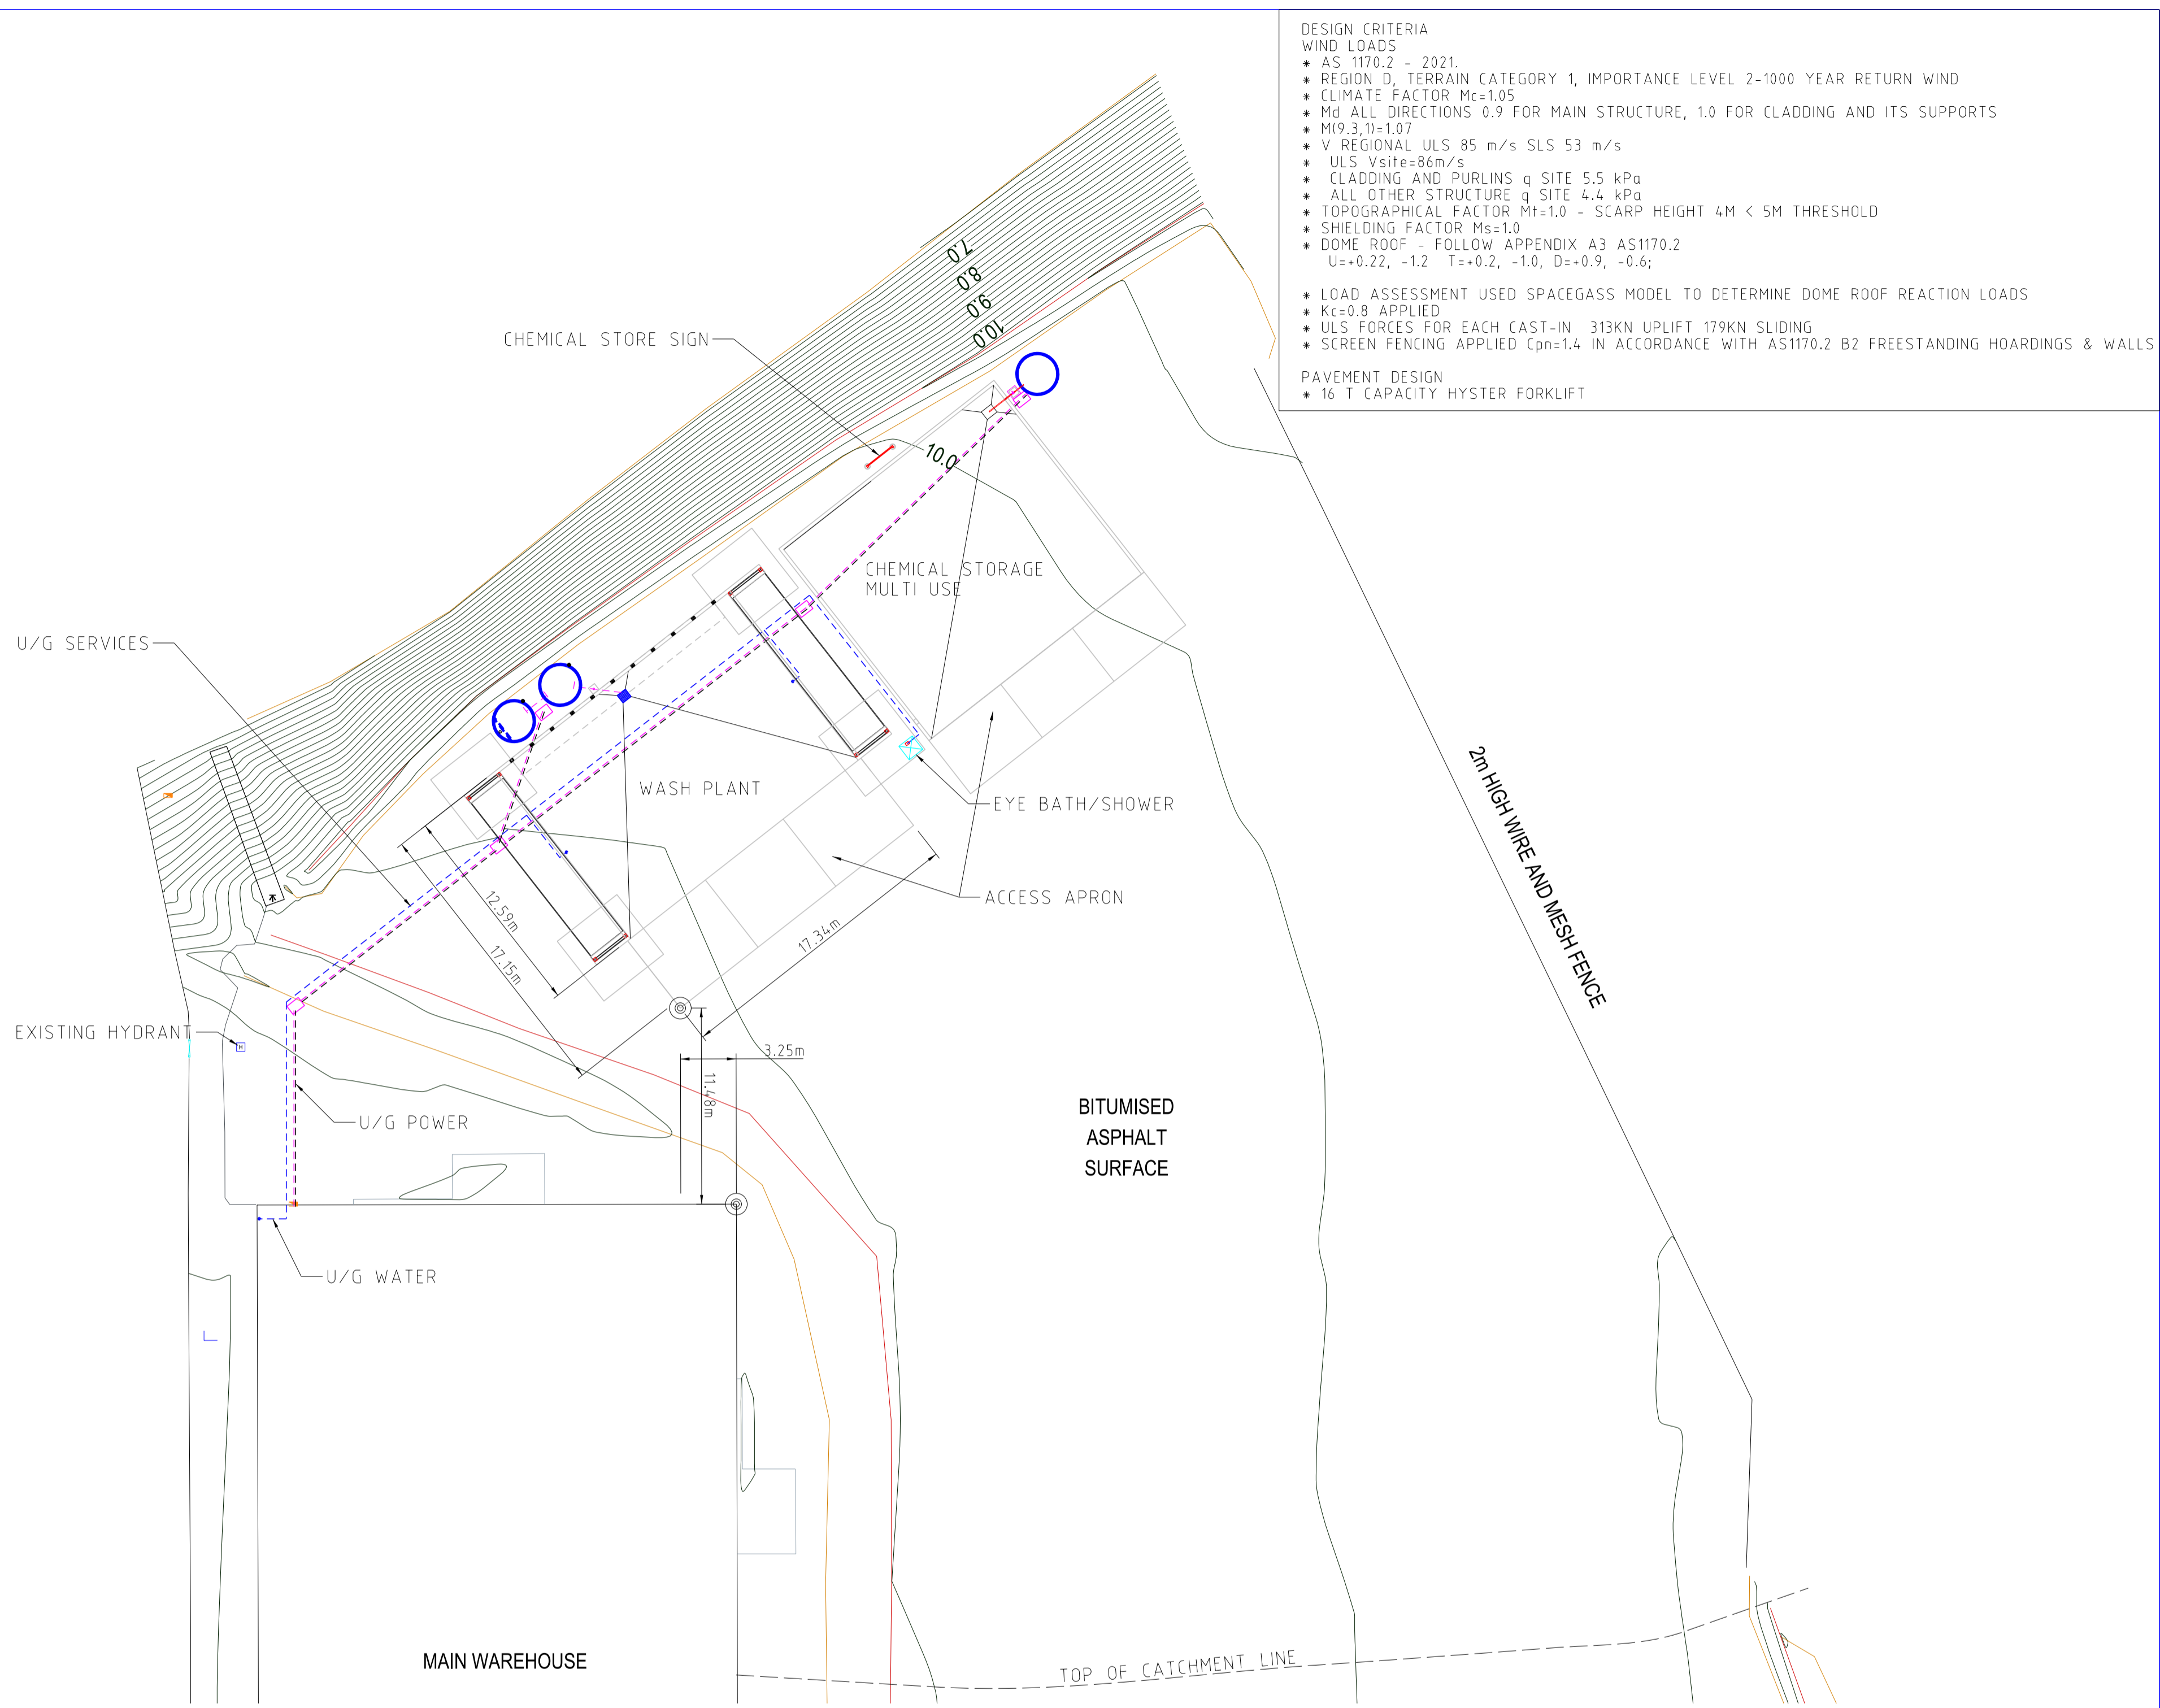 DESIGN CRITERIA
WIND LOADS
* AS 1170.2 - 2021.
* REGION D, TERRAIN CATEGORY 1, IMPORTANCE LEVEL 2-1000 YEAR RETURN WIND
* CLIMATE FACTOR Mc=1.05
* Md ALL DIRECTIONS 0.9 FOR MAIN STRUCTURE, 1.0 FOR CLADDING AND ITS SUPPORTS
* M(9.3,1)=1.07
* V REGIONAL ULS 85 m/s SLS 53 m/s
* ULS Vsite=86m/s
* CLADDING AND PURLINS q SITE 5.5 kPa
* ALL OTHER STRUCTURE q SITE 4.4 kPa
* TOPOGRAPHICAL FACTOR Mt=1.0 - SCARP HEIGHT 4M < 5M THRESHOLD
* SHIELDING FACTOR Ms=1.0
* DOME ROOF - FOLLOW APPENDIX A3 AS1170.2
U=+0.22, -1.2 T=+0.2, -1.0, D=+0.9, -0.6;
* LOAD ASSESSMENT USED SPACEGASS MODEL TO DETERMINE DOME ROOF REACTION LOADS
* Kc=0.8 APPLIED
* ULS FORCES FOR EACH CAST-IN 313KN UPLIFT 179KN SLIDING
* SCREEN FENCING APPLIED Cpn=1.4 IN ACCORDANCE WITH AS1170.2 B2 FREESTANDING HOARDINGS & WALLS
PAVEMENT DESIGN
* 16 T CAPACITY HYSTER FORKLIFT
7.0
8.0
9.0
10.0
CHEMICAL STORE SIGN
10.0
CHEMICAL STORAGE
MULTI USE
U/G SERVICES
WASH PLANT
EYE BATH/SHOWER
ACCESS APRON
12.59m
17.15m
17.34m
2m HIGH WIRE AND MESH FENCE
EXISTING HYDRANT
H
3.25m
11.48m
U/G POWER
BITUMISED
ASPHALT
SURFACE
U/G WATER
MAIN WAREHOUSE
TOP OF CATCHMENT LINE